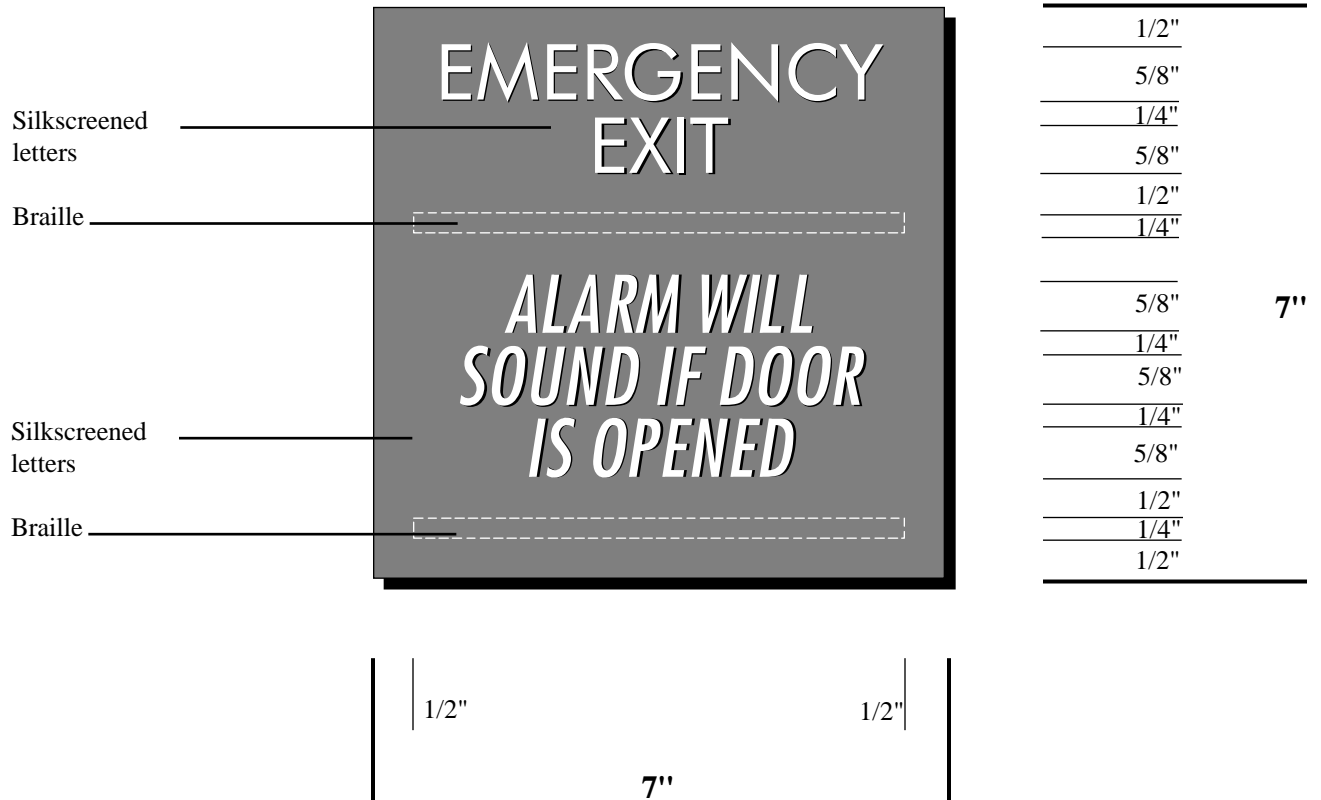 EMERGENCY
EXIT
ALARM WILL
SOUND IF DOOR
IS OPENED
Silkscreened
letters
Braille
Silkscreened
letters
Braille
1/2"
5/8"
1/4"
5/8"
1/2"
1/4"
5/8"
1/4"
5/8"
1/4"
5/8"
1/2"
1/4"
1/2"
7"
1/2" 1/2"
7"